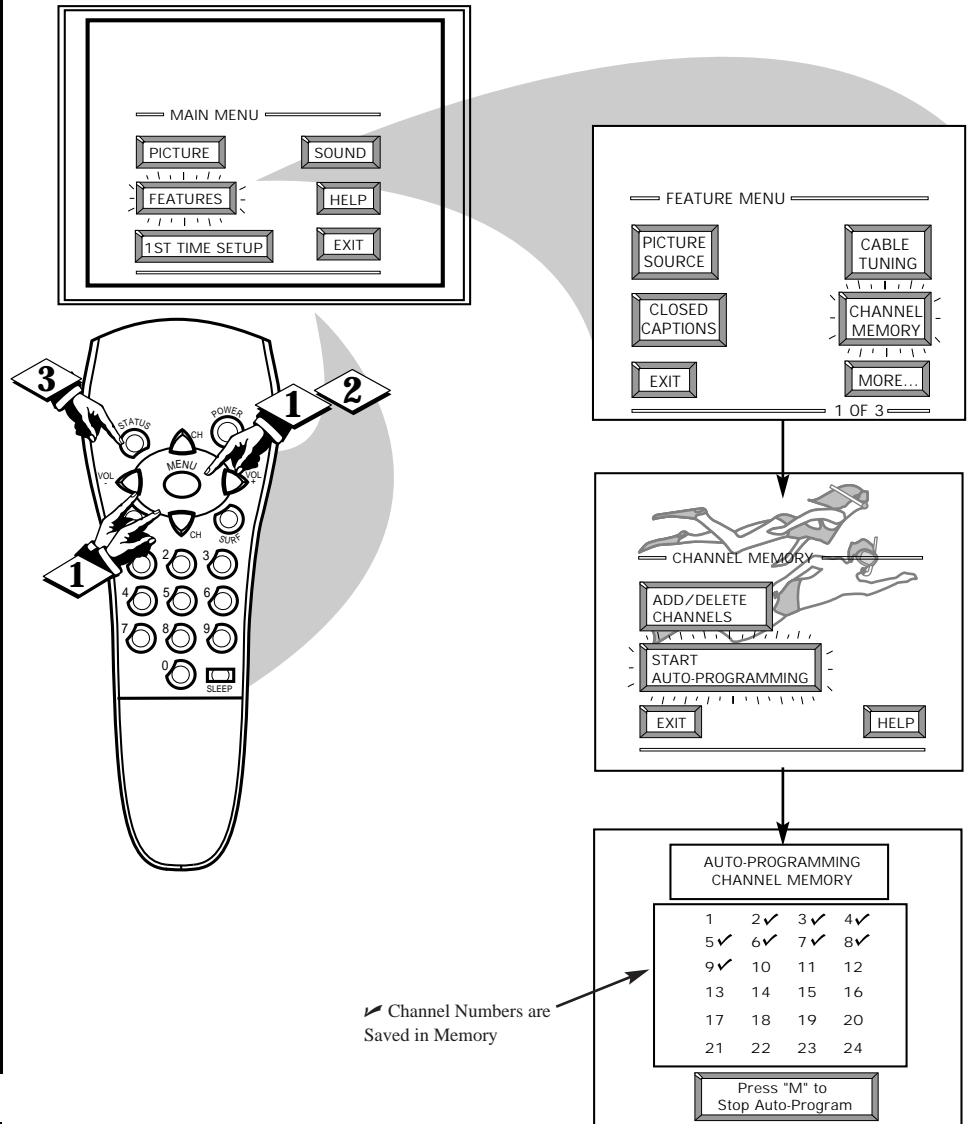 MAIN MENU
PICTURE
SOUND
FEATURES
HELP
1ST TIME SETUP
EXIT
FEATURE MENU
PICTURE
SOURCE
CABLE
TUNING
CLOSED
CAPTIONS
CHANNEL
MEMORY
EXIT
MORE...
1 OF 3
3
1
2
STATUS
POWER
CH
MENU
VOL
-
VOL
+
CH
SURF
1
2
3
4
5
6
7
8
9
0
SLEEP
CHANNEL MEMORY
ADD/DELETE
CHANNELS
START
AUTO-PROGRAMMING
EXIT
HELP
AUTO-PROGRAMMING
CHANNEL MEMORY
1 2✔ 3✔ 4✔
5✔ 6✔ 7✔ 8✔
9✔ 10 11 12
13 14 15 16
17 18 19 20
21 22 23 24
✔ Channel Numbers are
Saved in Memory
Press "M" to
Stop Auto-Program